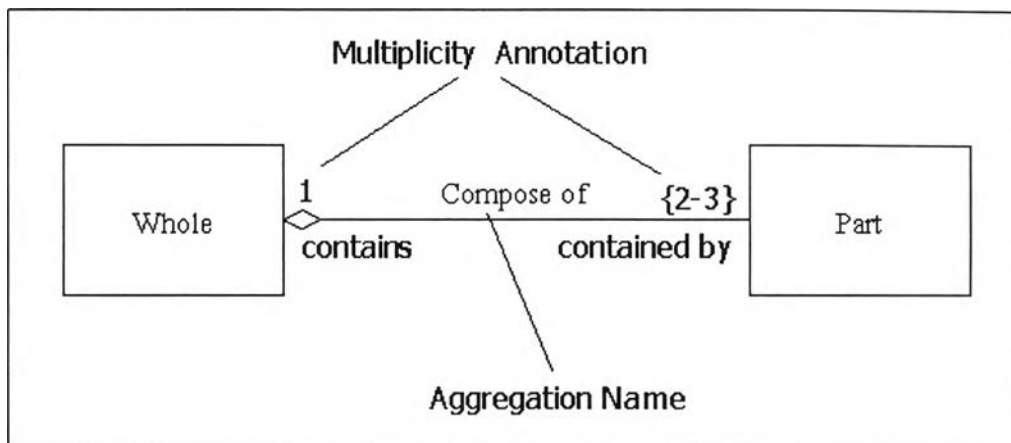 Multiplicity Annotation
1
Compose of
{2-3}
Whole
Part
contains
contained by
Aggregation Name